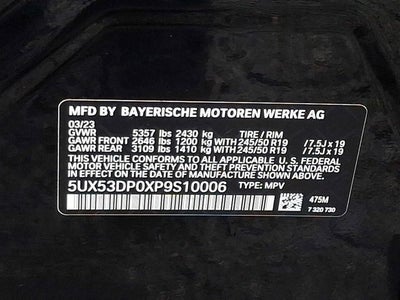 MFD BY BAYERISCHE MOTOREN WERKE AG
03/23
GVWR 5357 lbs 2430 kg TIRE / RIM
GAWR FRONT 2646 lbs 1200 kg WITH 245/50 R19 / 7.5J x 19
GAWR REAR 3109 lbs 1410 kg WITH 245/50 R19 / 7.5J x 19
THIS VEHICLE CONFORMS TO ALL APPLICABLE U. S. FEDERAL
MOTOR VEHICLE SAFETY AND THEFT PREVENTION STANDARDS
IN EFFECT ON THE DATE OF MANUFACTURE SHOWN ABOVE.
5UX53DP0XP9S10006 TYPE: MPV
475M
7 320 730